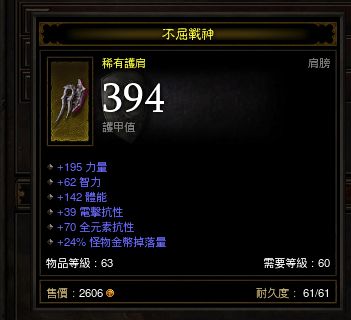 不屈戰神
稀有護肩 肩膀
394
護甲值
+195 力量
+62 智力
+142 體能
+39 電擊抗性
+70 全元素抗性
+24% 怪物金幣掉落量
物品等級：63 需要等級：60
售價：2606 耐久度： 61/61